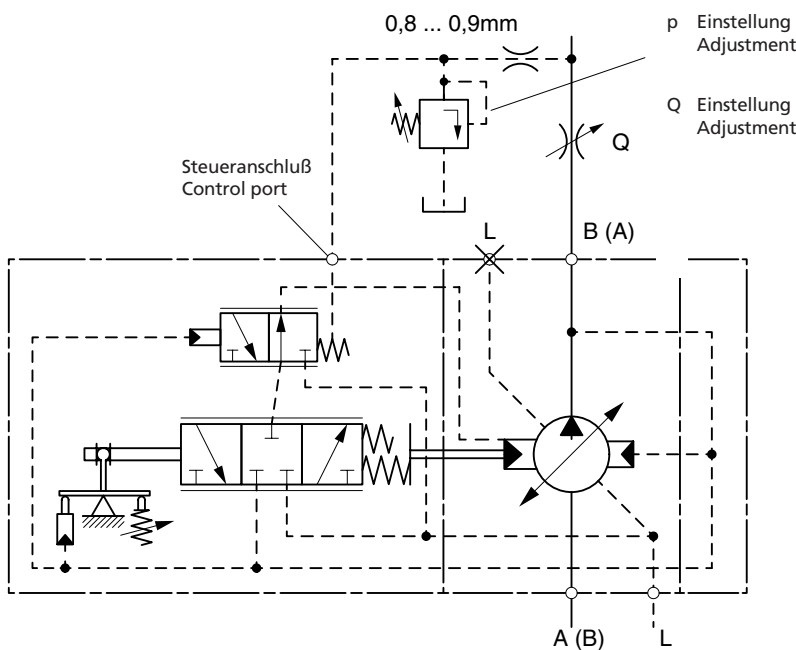 0,8 ... 0,9mm
p Einstellung
Adjustment
Q Einstellung
Adjustment
Q
Steueranschluß
Control port
L
B (A)
A (B)
L